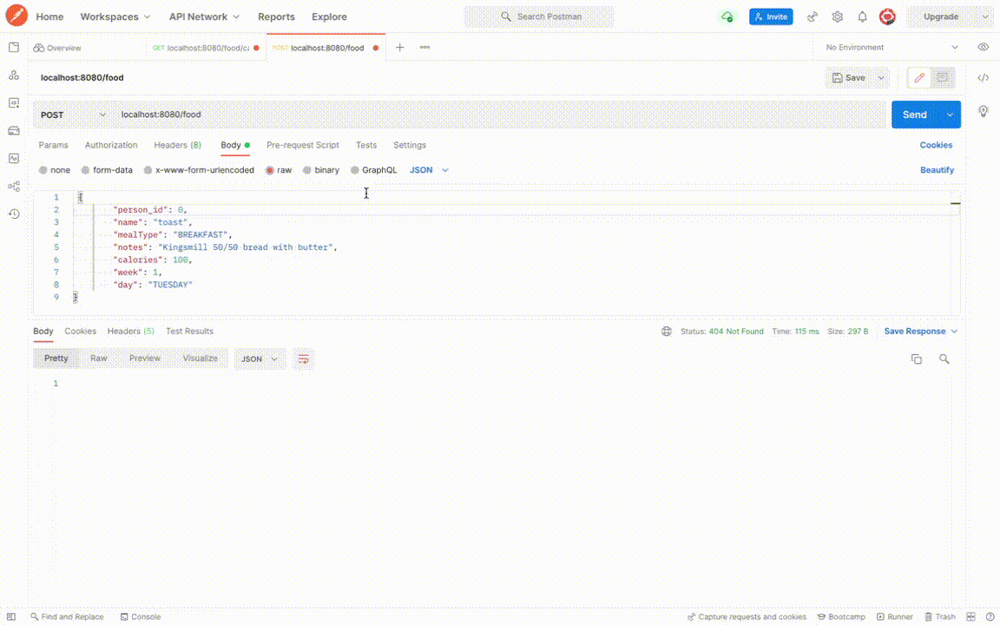 Home Workspaces API Network Reports Explore Search Postman Invite Upgrade
Overview GET localhost:8080/food/ca POST localhost:8080/food No Environment
localhost:8080/food Save
POST localhost:8080/food Send
Params Authorization Headers (8) Body Pre-request Script Tests Settings Cookies
none form-data x-www-form-urlencoded raw binary GraphQL JSON Beautify
1 {
2 "person_id": 0,
3 "name": "toast",
4 "mealType": "BREAKFAST",
5 "notes": "Kingsmill 50/50 bread with butter",
6 "calories": 100,
7 "week": 1,
8 "day": "TUESDAY"
9 }
Body Cookies Headers (5) Test Results Status: 404 Not Found Time: 115 ms Size: 297 B Save Response
Pretty Raw Preview Visualize JSON
1
Find and Replace Console Capture requests and cookies Bootcamp Runner Trash